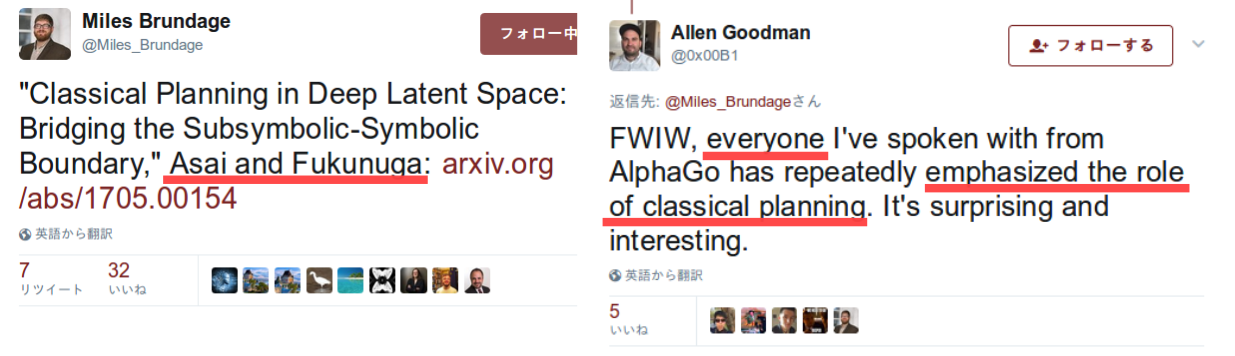 Miles Brundage
@Miles_Brundage
フォロー中
"Classical Planning in Deep Latent Space:
Bridging the Subsymbolic-Symbolic
Boundary," Asai and Fukunuga: arxiv.org
/abs/1705.00154
英語から翻訳
7 32
リツイート いいね
Allen Goodman
@0x00B1
フォローする
返信先: @Miles_Brundageさん
FWIW, everyone I've spoken with from
AlphaGo has repeatedly emphasized the role
of classical planning. It's surprising and
interesting.
英語から翻訳
5
いいね